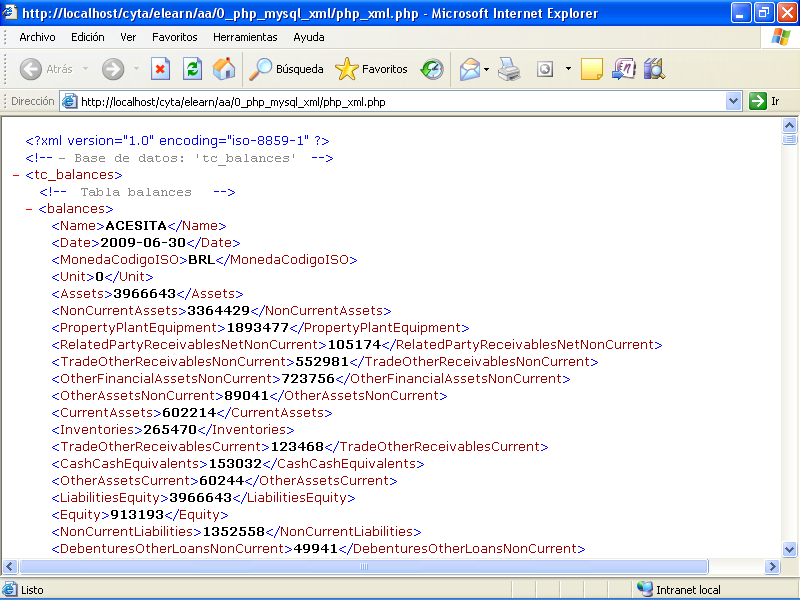 http://localhost/cyta/elearn/aa/0_php_mysql_xml/php_xml.php - Microsoft Internet Explorer
Archivo Edición Ver Favoritos Herramientas Ayuda
Atrás Búsqueda Favoritos
Dirección http://localhost/cyta/elearn/aa/0_php_mysql_xml/php_xml.php Ir
<?xml version="1.0" encoding="iso-8859-1" ?>
<!-- - Base de datos: 'tc_balances' -->
- <tc_balances>
<!-- Tabla balances -->
- <balances>
<Name>ACESITA</Name>
<Date>2009-06-30</Date>
<MonedaCodigoISO>BRL</MonedaCodigoISO>
<Unit>0</Unit>
<Assets>3966643</Assets>
<NonCurrentAssets>3364429</NonCurrentAssets>
<PropertyPlantEquipment>1893477</PropertyPlantEquipment>
<RelatedPartyReceivablesNetNonCurrent>105174</RelatedPartyReceivablesNetNonCurrent>
<TradeOtherReceivablesNonCurrent>552981</TradeOtherReceivablesNonCurrent>
<OtherFinancialAssetsNonCurrent>723756</OtherFinancialAssetsNonCurrent>
<OtherAssetsNonCurrent>89041</OtherAssetsNonCurrent>
<CurrentAssets>602214</CurrentAssets>
<Inventories>265470</Inventories>
<TradeOtherReceivablesCurrent>123468</TradeOtherReceivablesCurrent>
<CashCashEquivalents>153032</CashCashEquivalents>
<OtherAssetsCurrent>60244</OtherAssetsCurrent>
<LiabilitiesEquity>3966643</LiabilitiesEquity>
<Equity>913193</Equity>
<NonCurrentLiabilities>1352558</NonCurrentLiabilities>
<DebenturesOtherLoansNonCurrent>49941</DebenturesOtherLoansNonCurrent>
Listo Intranet local